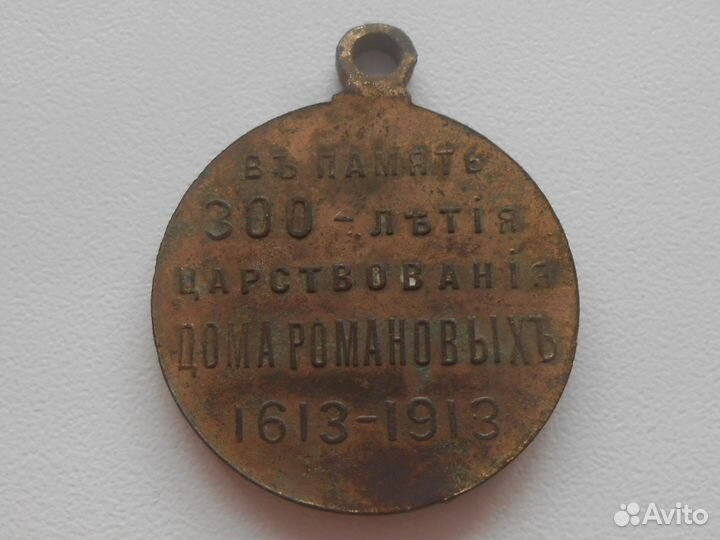 ВЪ ПАМЯТЬ
300-ЛѢТІЯ
ЦАРСТВОВАНІЯ
ДОМА РОМАНОВЫХЪ
1613-1913
Avito